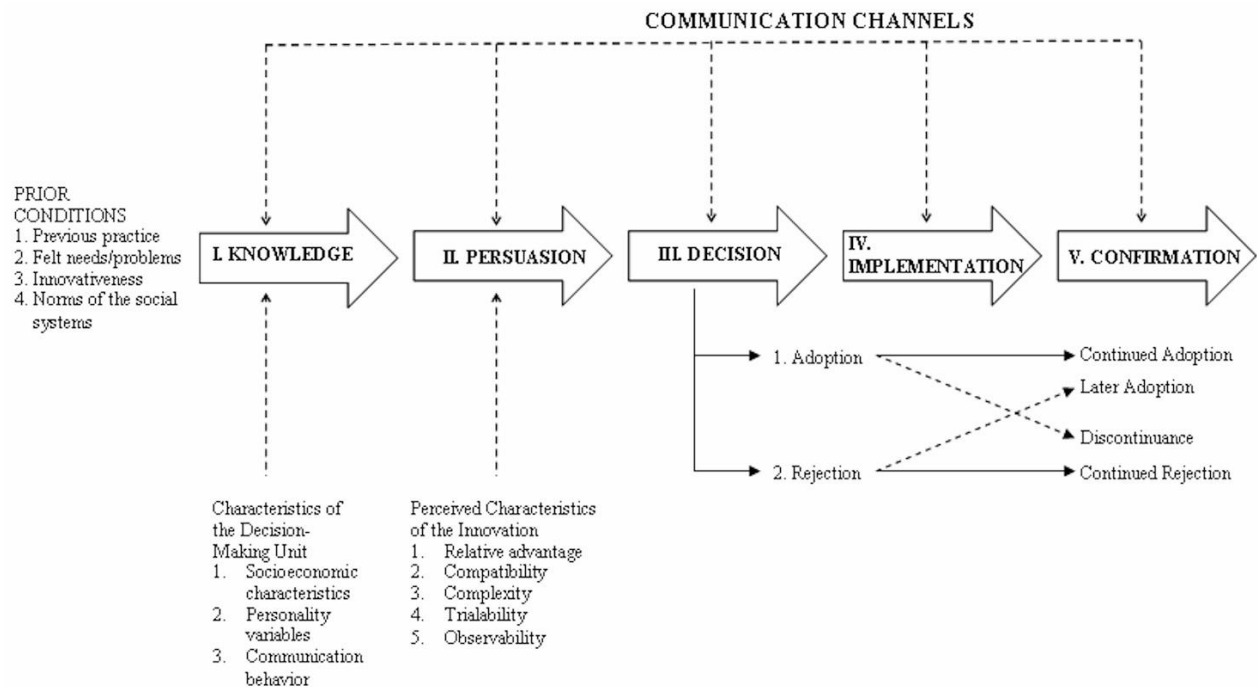 COMMUNICATION CHANNELS
PRIOR
CONDITIONS
1. Previous practice
2. Felt needs/problems
3. Innovativeness
4. Norms of the social
systems
I. KNOWLEDGE
II. PERSUASION
III. DECISION
IV.
IMPLEMENTATION
V. CONFIRMATION
1. Adoption
2. Rejection
Continued Adoption
Later Adoption
Discontinuance
Continued Rejection
Characteristics of
the Decision-
Making Unit
1. Socioeconomic
characteristics
2. Personality
variables
3. Communication
behavior
Perceived Characteristics
of the Innovation
1. Relative advantage
2. Compatibility
3. Complexity
4. Trialability
5. Observability